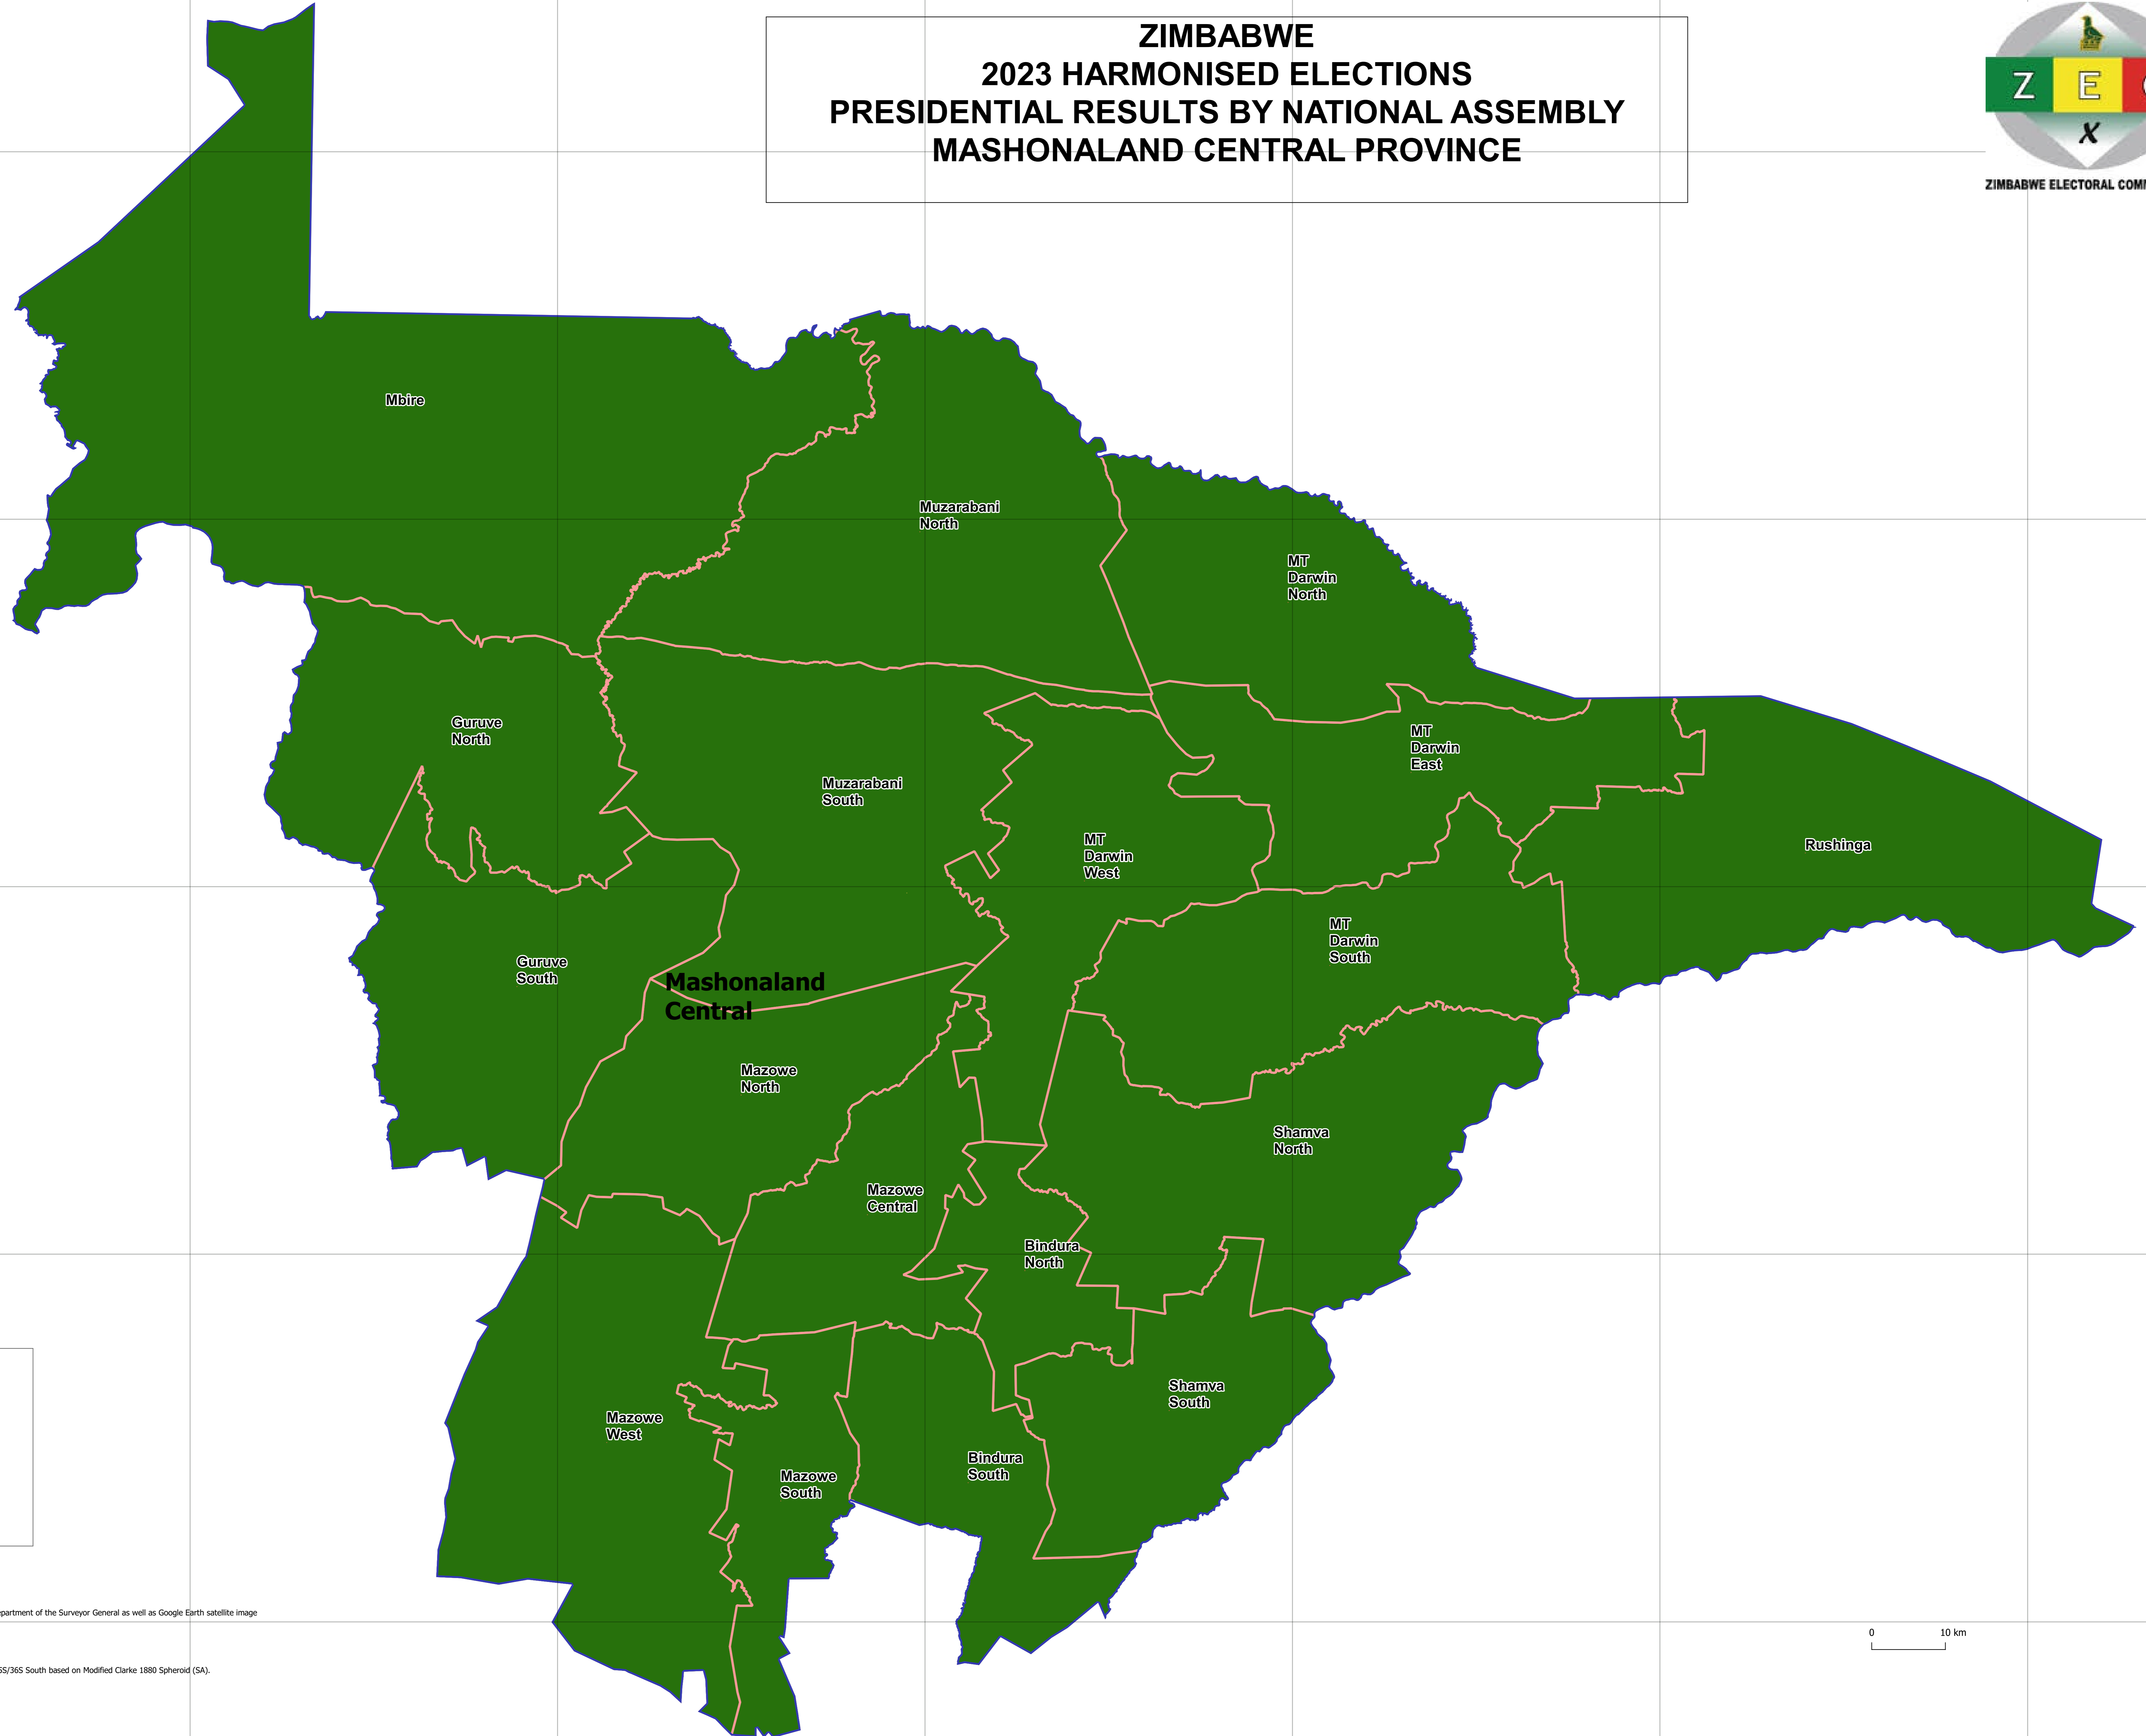 ZIMBABWE
2023 HARMONISED ELECTIONS
PRESIDENTIAL RESULTS BY NATIONAL ASSEMBLY
MASHONALAND CENTRAL PROVINCE
Z E
X
ZIMBABWE ELECTORAL COM
Mbire
Muzarabani
North
MT
Darwin
North
Guruve
North
MT
Darwin
East
Muzarabani
South
MT
Darwin
West
Rushinga
MT
Darwin
South
Guruve
South
Mashonaland
Central
Mazowe
North
Shamva
North
Mazowe
Central
Bindura
North
Shamva
South
Mazowe
West
Bindura
South
Mazowe
South
partment of the Surveyor General as well as Google Earth satellite image
0 10 km
S/36S South based on Modified Clarke 1880 Spheroid (SA).